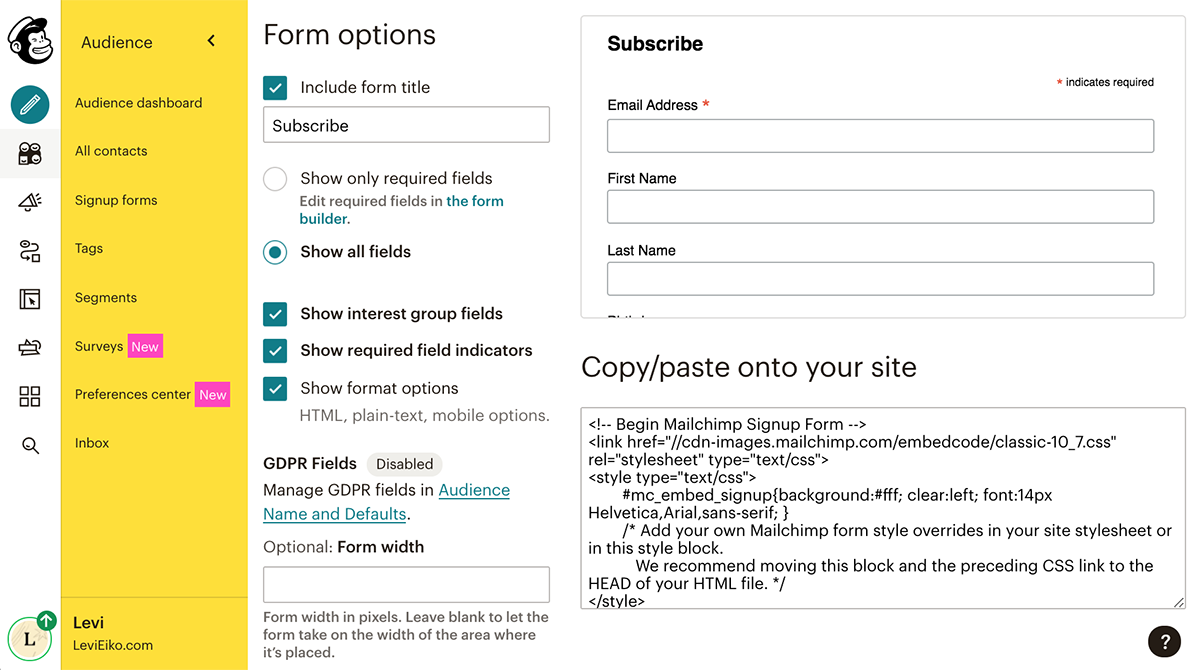 Audience
Audience dashboard
All contacts
Signup forms
Tags
Segments
Surveys New
Preferences center New
Inbox
L
Levi
LeviEiko.com
Form options
Include form title
Subscribe
Show only required fields
Edit required fields in the form
builder.
Show all fields
Show interest group fields
Show required field indicators
Show format options
HTML, plain-text, mobile options.
GDPR Fields Disabled
Manage GDPR fields in Audience
Name and Defaults.
Optional: Form width
Form width in pixels. Leave blank to let the
form take on the width of the area where
it's placed.
Subscribe
* indicates required
Email Address *
First Name
Last Name
Copy/paste onto your site
<!-- Begin Mailchimp Signup Form -->
<link href="//cdn-images.mailchimp.com/embedcode/classic-10_7.css"
rel="stylesheet" type="text/css">
<style type="text/css">
#mc_embed_signup{background:#fff; clear:left; font:14px
Helvetica,Arial,sans-serif; }
/* Add your own Mailchimp form style overrides in your site stylesheet or
in this style block.
We recommend moving this block and the preceding CSS link to the
HEAD of your HTML file. */
</style>
?